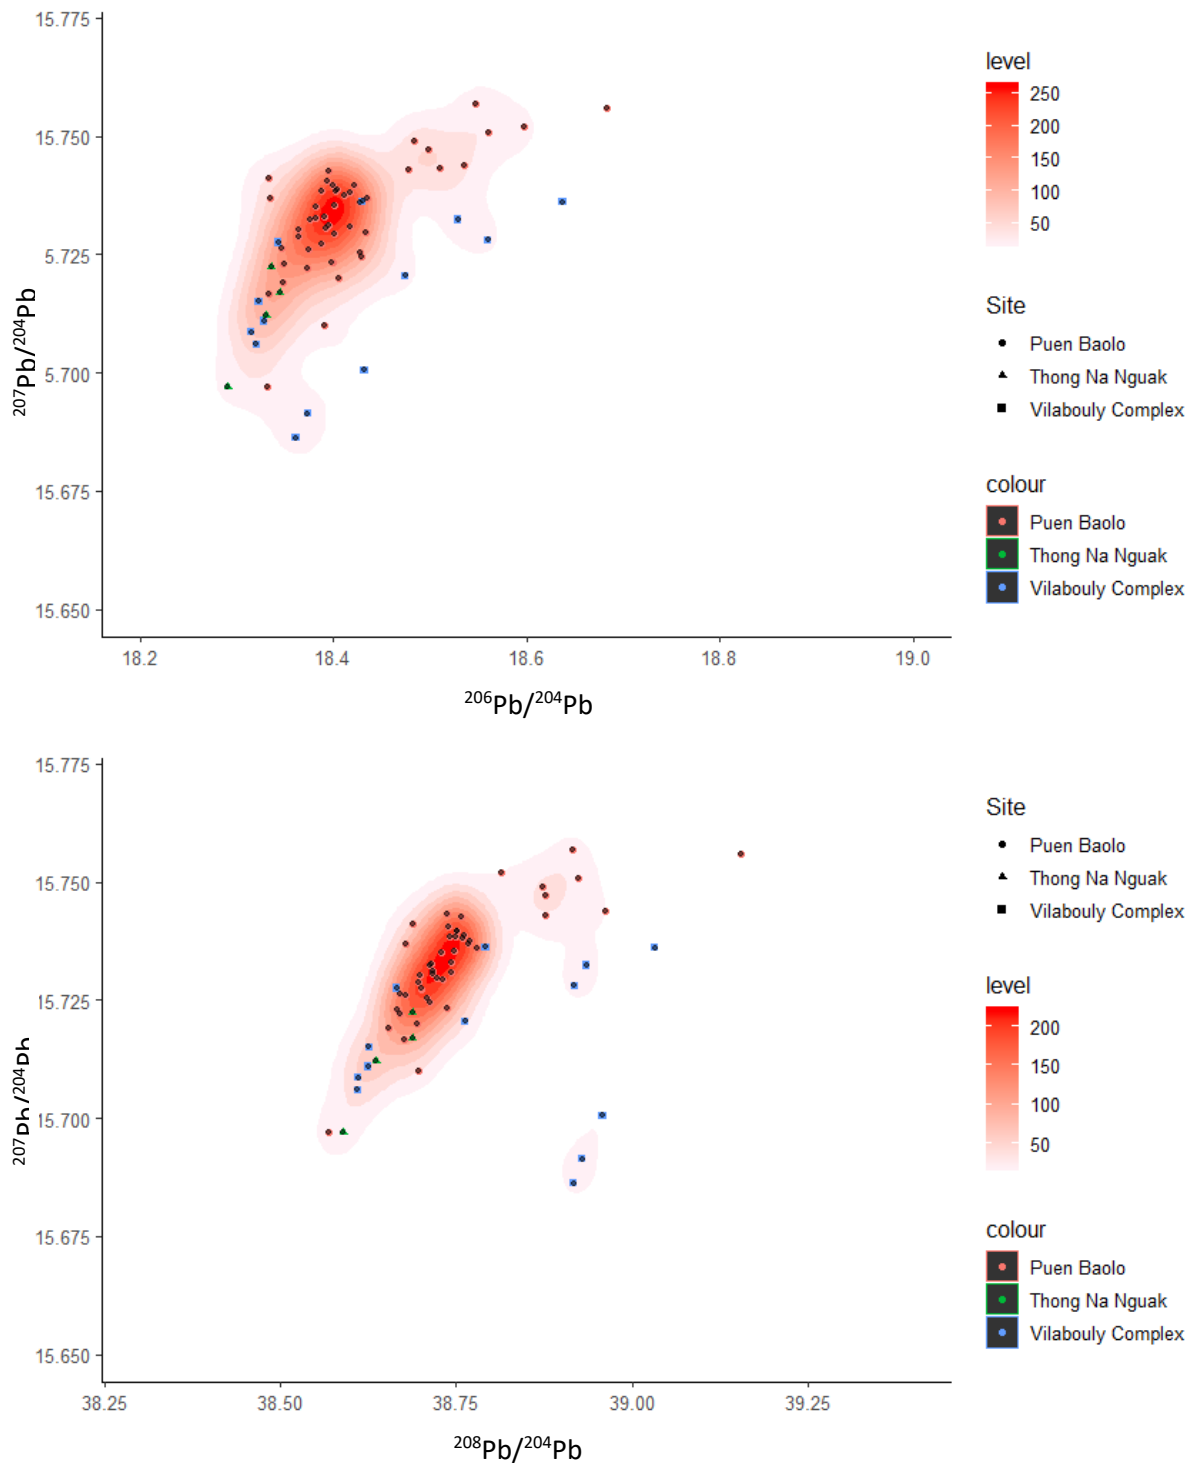 15.775
15.750
5.725
5.700
15.675
15.650
207Pb/204Pb
18.2 18.4 18.6 18.8 19.0
206Pb/204Pb
level
250
200
150
100
50
Site
Puen Baolo
Thong Na Nguak
Vilabouly Complex
colour
Puen Baolo
Thong Na Nguak
Vilabouly Complex
15.775
15.750
15.725
15.700
15.675
15.650
207Pb/204Pb
38.25 38.50 38.75 39.00 39.25
208Pb/204Pb
Site
Puen Baolo
Thong Na Nguak
Vilabouly Complex
level
200
150
100
50
colour
Puen Baolo
Thong Na Nguak
Vilabouly Complex